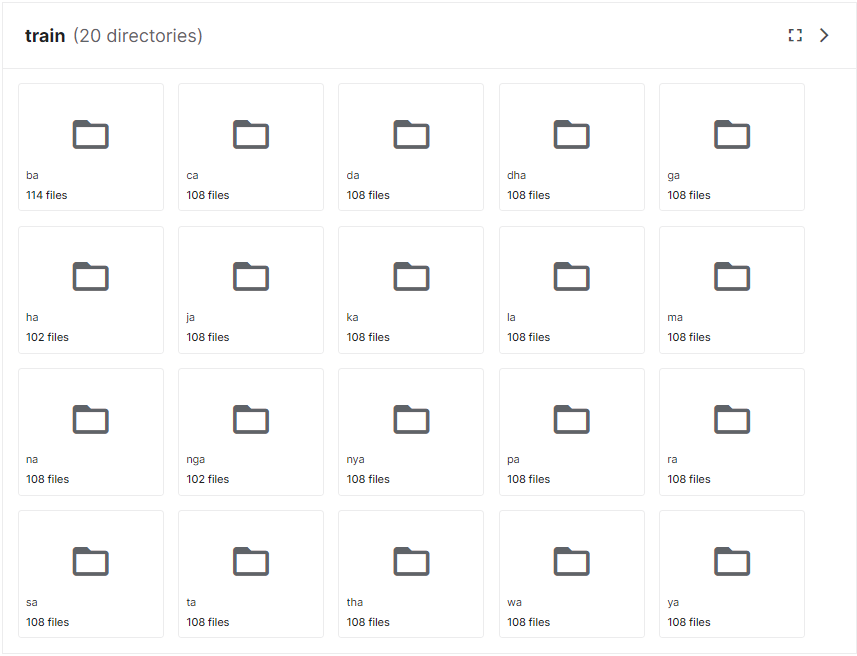 train (20 directories)
ba
114 files
ca
108 files
da
108 files
dha
108 files
ga
108 files
ha
102 files
ja
108 files
ka
108 files
la
108 files
ma
108 files
na
108 files
nga
102 files
nya
108 files
pa
108 files
ra
108 files
sa
108 files
ta
108 files
tha
108 files
wa
108 files
ya
108 files